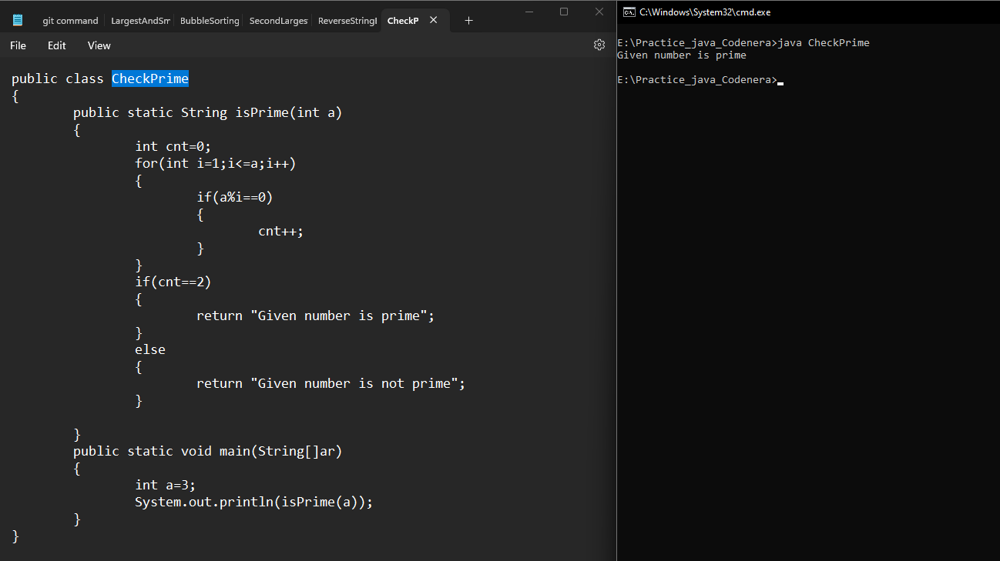 git command LargestAndSm BubbleSorting SecondLarges ReverseStringI CheckP
File Edit View
public class CheckPrime
{
public static String isPrime(int a)
{
int cnt=0;
for(int i=1;i<=a;i++)
{
if(a%i==0)
{
cnt++;
}
}
if(cnt==2)
{
return "Given number is prime";
}
else
{
return "Given number is not prime";
}
}
public static void main(String[]ar)
{
int a=3;
System.out.println(isPrime(a));
}
}
C:\Windows\System32\cmd.exe
E:\Practice_java_Codenera>java CheckPrime
Given number is prime
E:\Practice_java_Codenera>